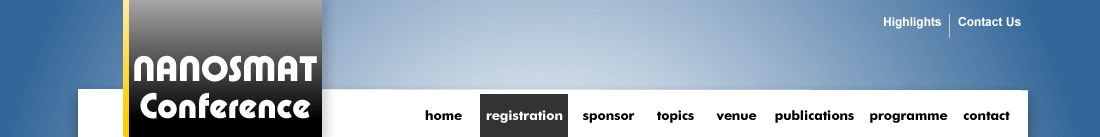 Highlights Contact Us
NANOSMAT
Conference
home registration sponsor topics venue publications programme contact